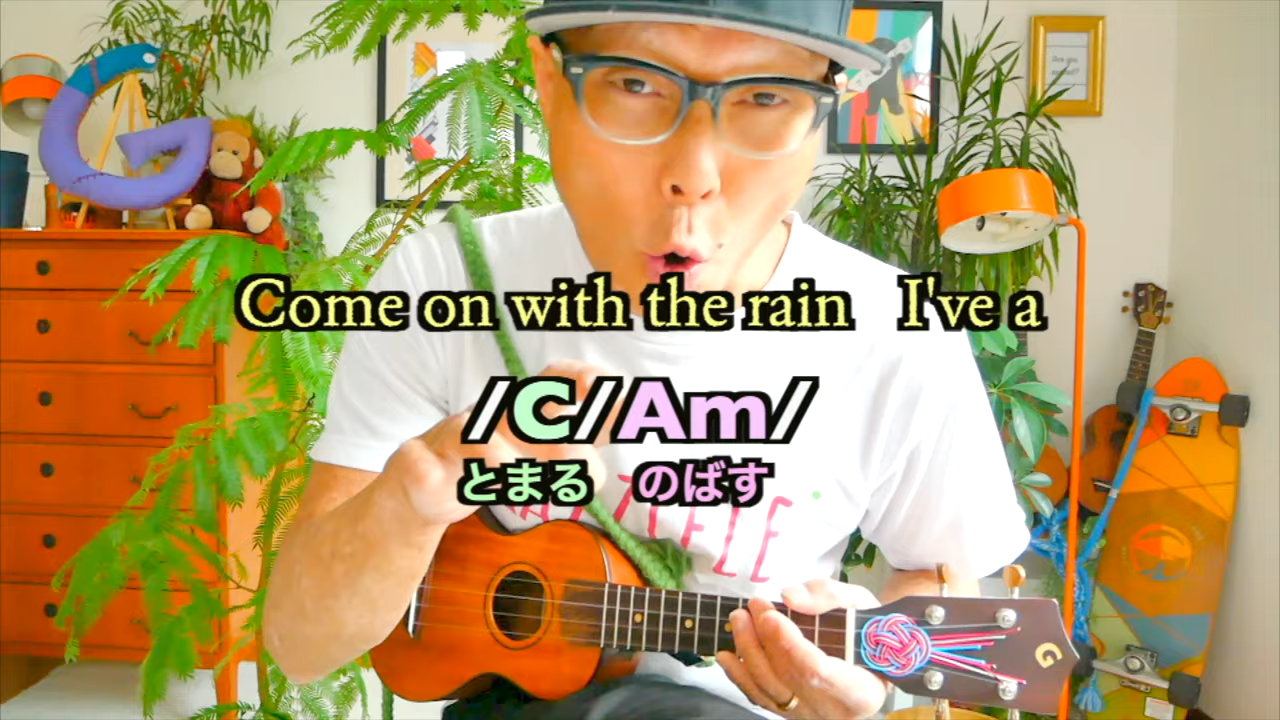 Come on with the rain I've a
/C/Am/
とまる のばす
G